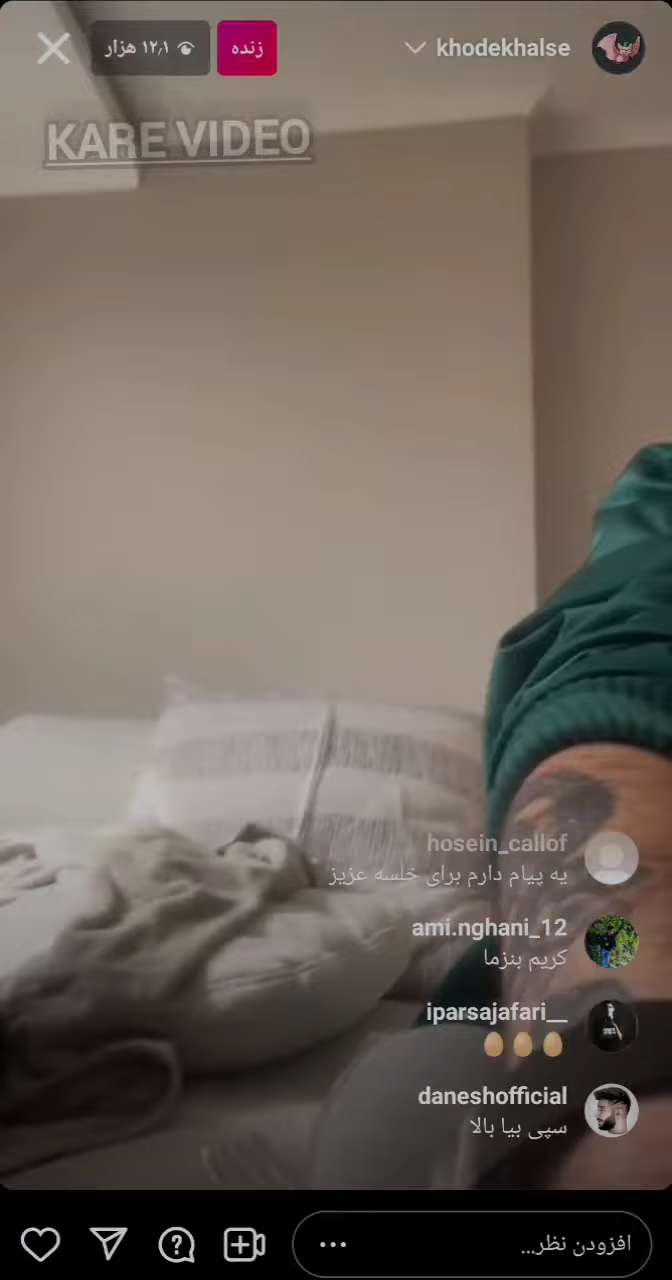 ۱۲٫۱ هزار
زنده
khodekhalse
KARE VIDEO
hosein_callof
یه پیام دارم برای خلسه عزیز
ami.nghani_12
کریم بنزما
iparsajafari__
🥚🥚🥚
daneshofficial
سپی بیا بالا
افزودن نظر...